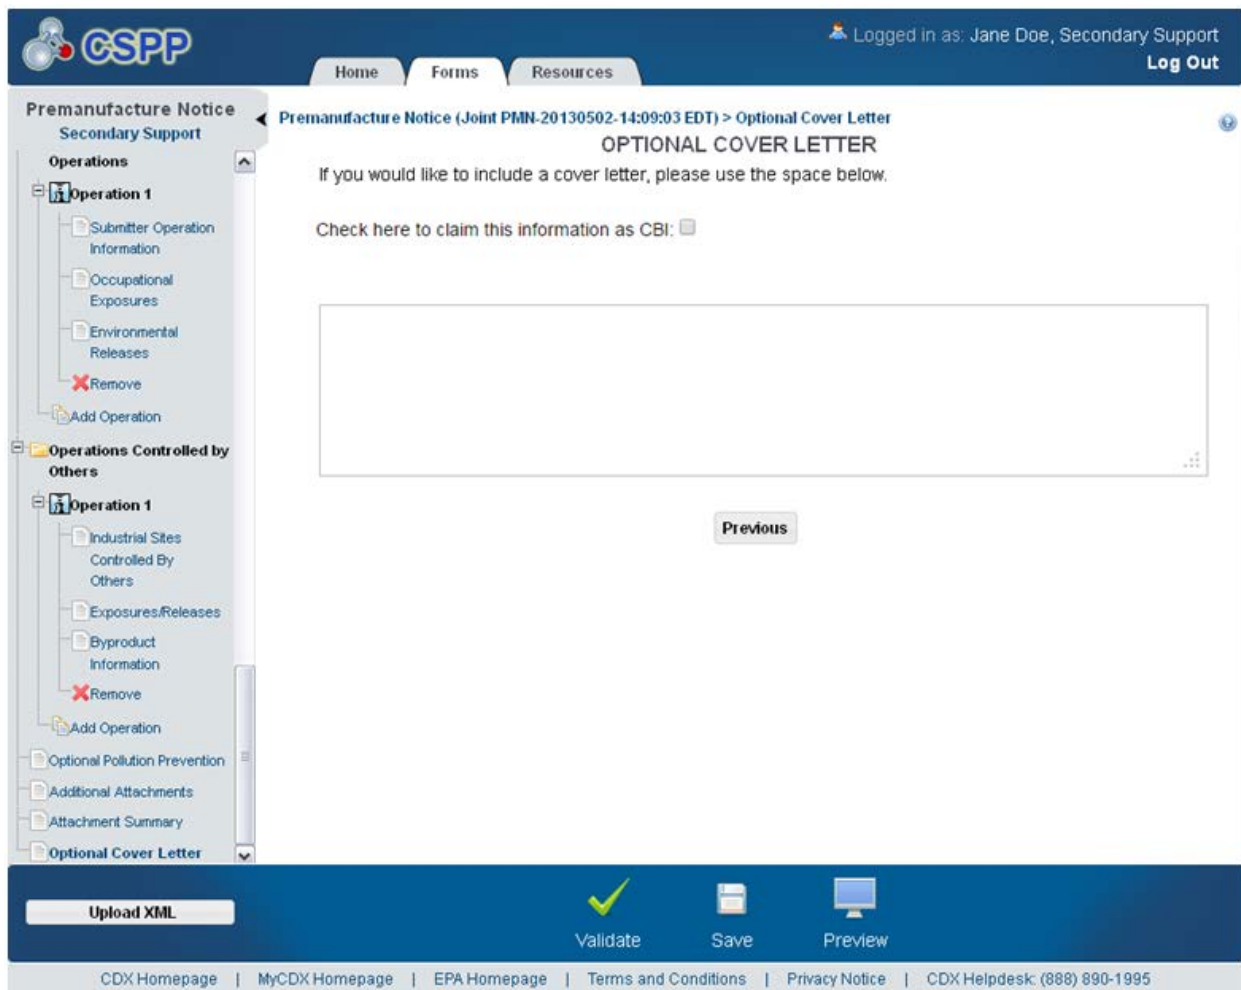 CSPP
Logged in as: Jane Doe, Secondary Support
Log Out
Home
Forms
Resources
Premanufacture Notice
Secondary Support
Operations
Operation 1
Submitter Operation
Information
Occupational
Exposures
Environmental
Releases
Remove
Add Operation
Operations Controlled by
Others
Operation 1
Industrial Sites
Controlled By
Others
Exposures/Releases
Byproduct
Information
Remove
Add Operation
Optional Pollution Prevention
Additional Attachments
Attachment Summary
Optional Cover Letter
Premanufacture Notice (Joint PMN-20130502-14:09:03 EDT) > Optional Cover Letter
OPTIONAL COVER LETTER
If you would like to include a cover letter, please use the space below.
Check here to claim this information as CBI:
Previous
Upload XML
Validate
Save
Preview
CDX Homepage | MyCDX Homepage | EPA Homepage | Terms and Conditions | Privacy Notice | CDX Helpdesk: (888) 890-1995